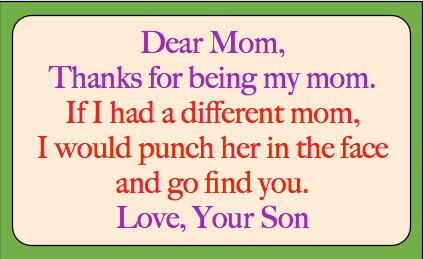 Dear Mom,
Thanks for being my mom.
If I had a different mom,
I would punch her in the face
and go find you.
Love, Your Son